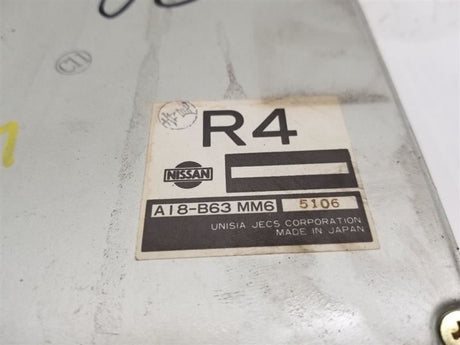 R4
NISSAN
A18-B63 MM6 5106
UNISIA JECS CORPORATION
MADE IN JAPAN